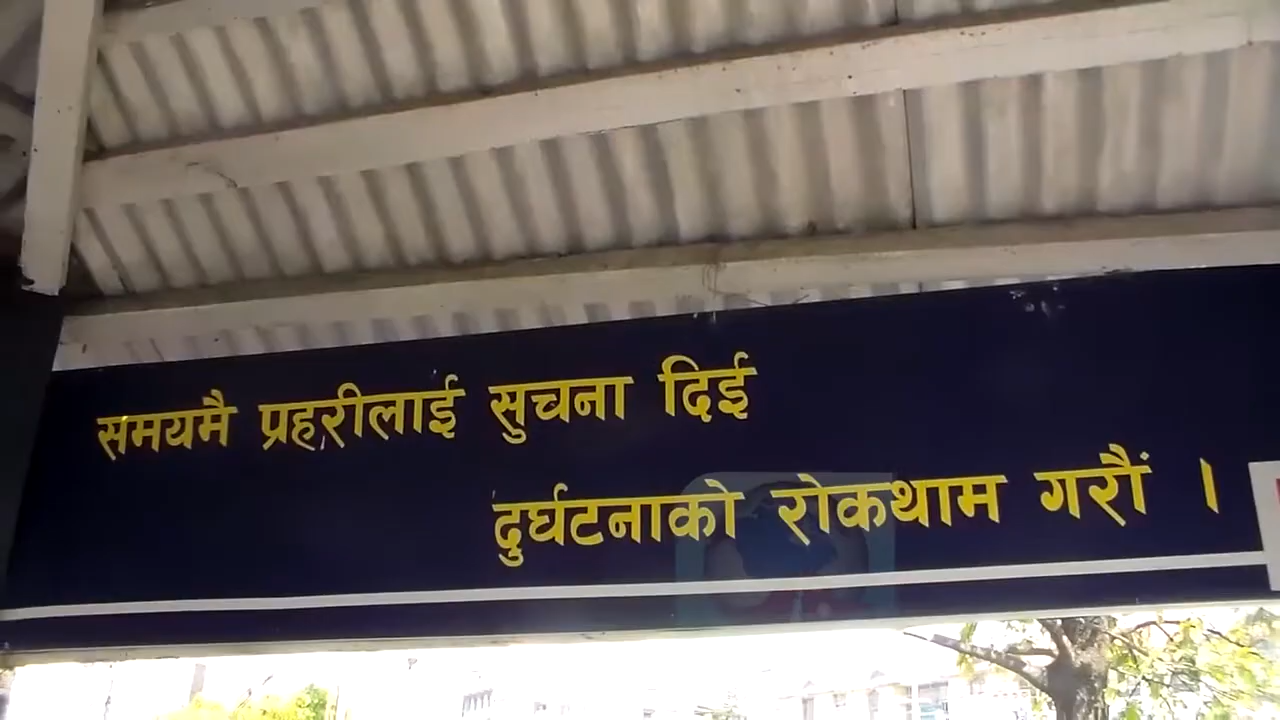 समयमै प्रहरीलाई सुचना दिई
दुर्घटनाको रोकथाम गरौं ।